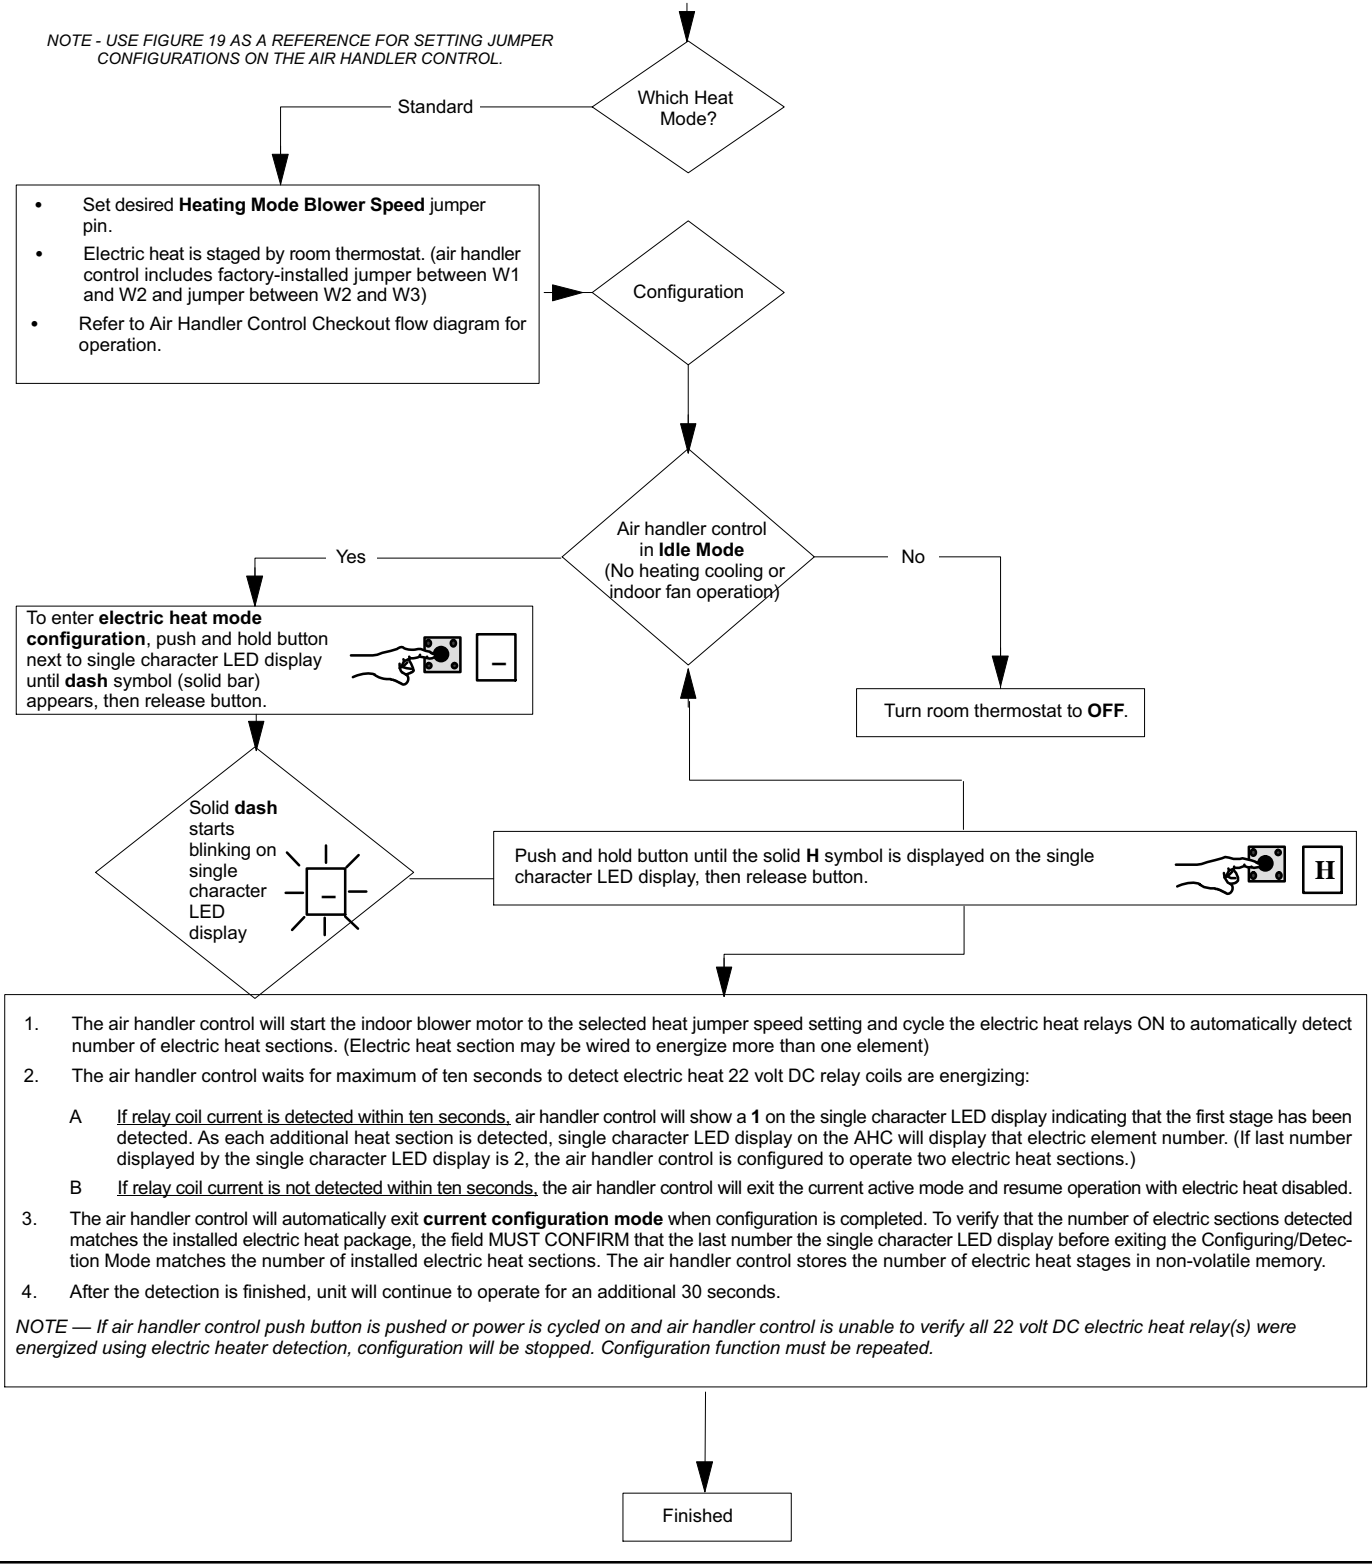 NOTE - USE FIGURE 19 AS A REFERENCE FOR SETTING JUMPER
CONFIGURATIONS ON THE AIR HANDLER CONTROL.
Which Heat
Mode?
Standard
• Set desired Heating Mode Blower Speed jumper
pin.
• Electric heat is staged by room thermostat. (air handler
control includes factory-installed jumper between W1
and W2 and jumper between W2 and W3)
• Refer to Air Handler Control Checkout flow diagram for
operation.
Configuration
Air handler control
in Idle Mode
(No heating cooling or
indoor fan operation)
Yes
No
To enter electric heat mode
configuration, push and hold button
next to single character LED display
until dash symbol (solid bar)
appears, then release button.
–
Turn room thermostat to OFF.
Solid dash
starts
blinking on
single
character
LED
display
–
Push and hold button until the solid H symbol is displayed on the single
character LED display, then release button.
H
1. The air handler control will start the indoor blower motor to the selected heat jumper speed setting and cycle the electric heat relays ON to automatically detect
number of electric heat sections. (Electric heat section may be wired to energize more than one element)
2. The air handler control waits for maximum of ten seconds to detect electric heat 22 volt DC relay coils are energizing:
A If relay coil current is detected within ten seconds, air handler control will show a 1 on the single character LED display indicating that the first stage has been
detected. As each additional heat section is detected, single character LED display on the AHC will display that electric element number. (If last number
displayed by the single character LED display is 2, the air handler control is configured to operate two electric heat sections.)
B If relay coil current is not detected within ten seconds, the air handler control will exit the current active mode and resume operation with electric heat disabled.
3. The air handler control will automatically exit current configuration mode when configuration is completed. To verify that the number of electric sections detected
matches the installed electric heat package, the field MUST CONFIRM that the last number the single character LED display before exiting the Configuring/Detec-
tion Mode matches the number of installed electric heat sections. The air handler control stores the number of electric heat stages in non-volatile memory.
4. After the detection is finished, unit will continue to operate for an additional 30 seconds.
NOTE — If air handler control push button is pushed or power is cycled on and air handler control is unable to verify all 22 volt DC electric heat relay(s) were
energized using electric heater detection, configuration will be stopped. Configuration function must be repeated.
Finished